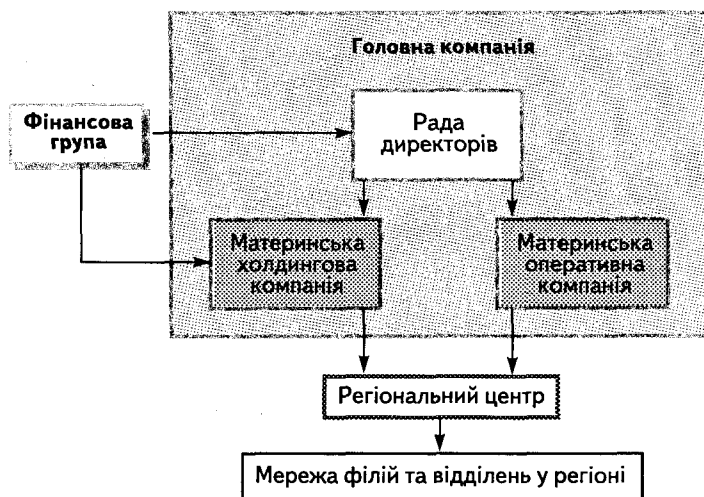 Головна компанія
Фінансова
група
Рада
директорів
Материнська
холдингова
компанія
Материнська
оперативна
компанія
Регіональний центр
Мережа філій та відділень у регіоні